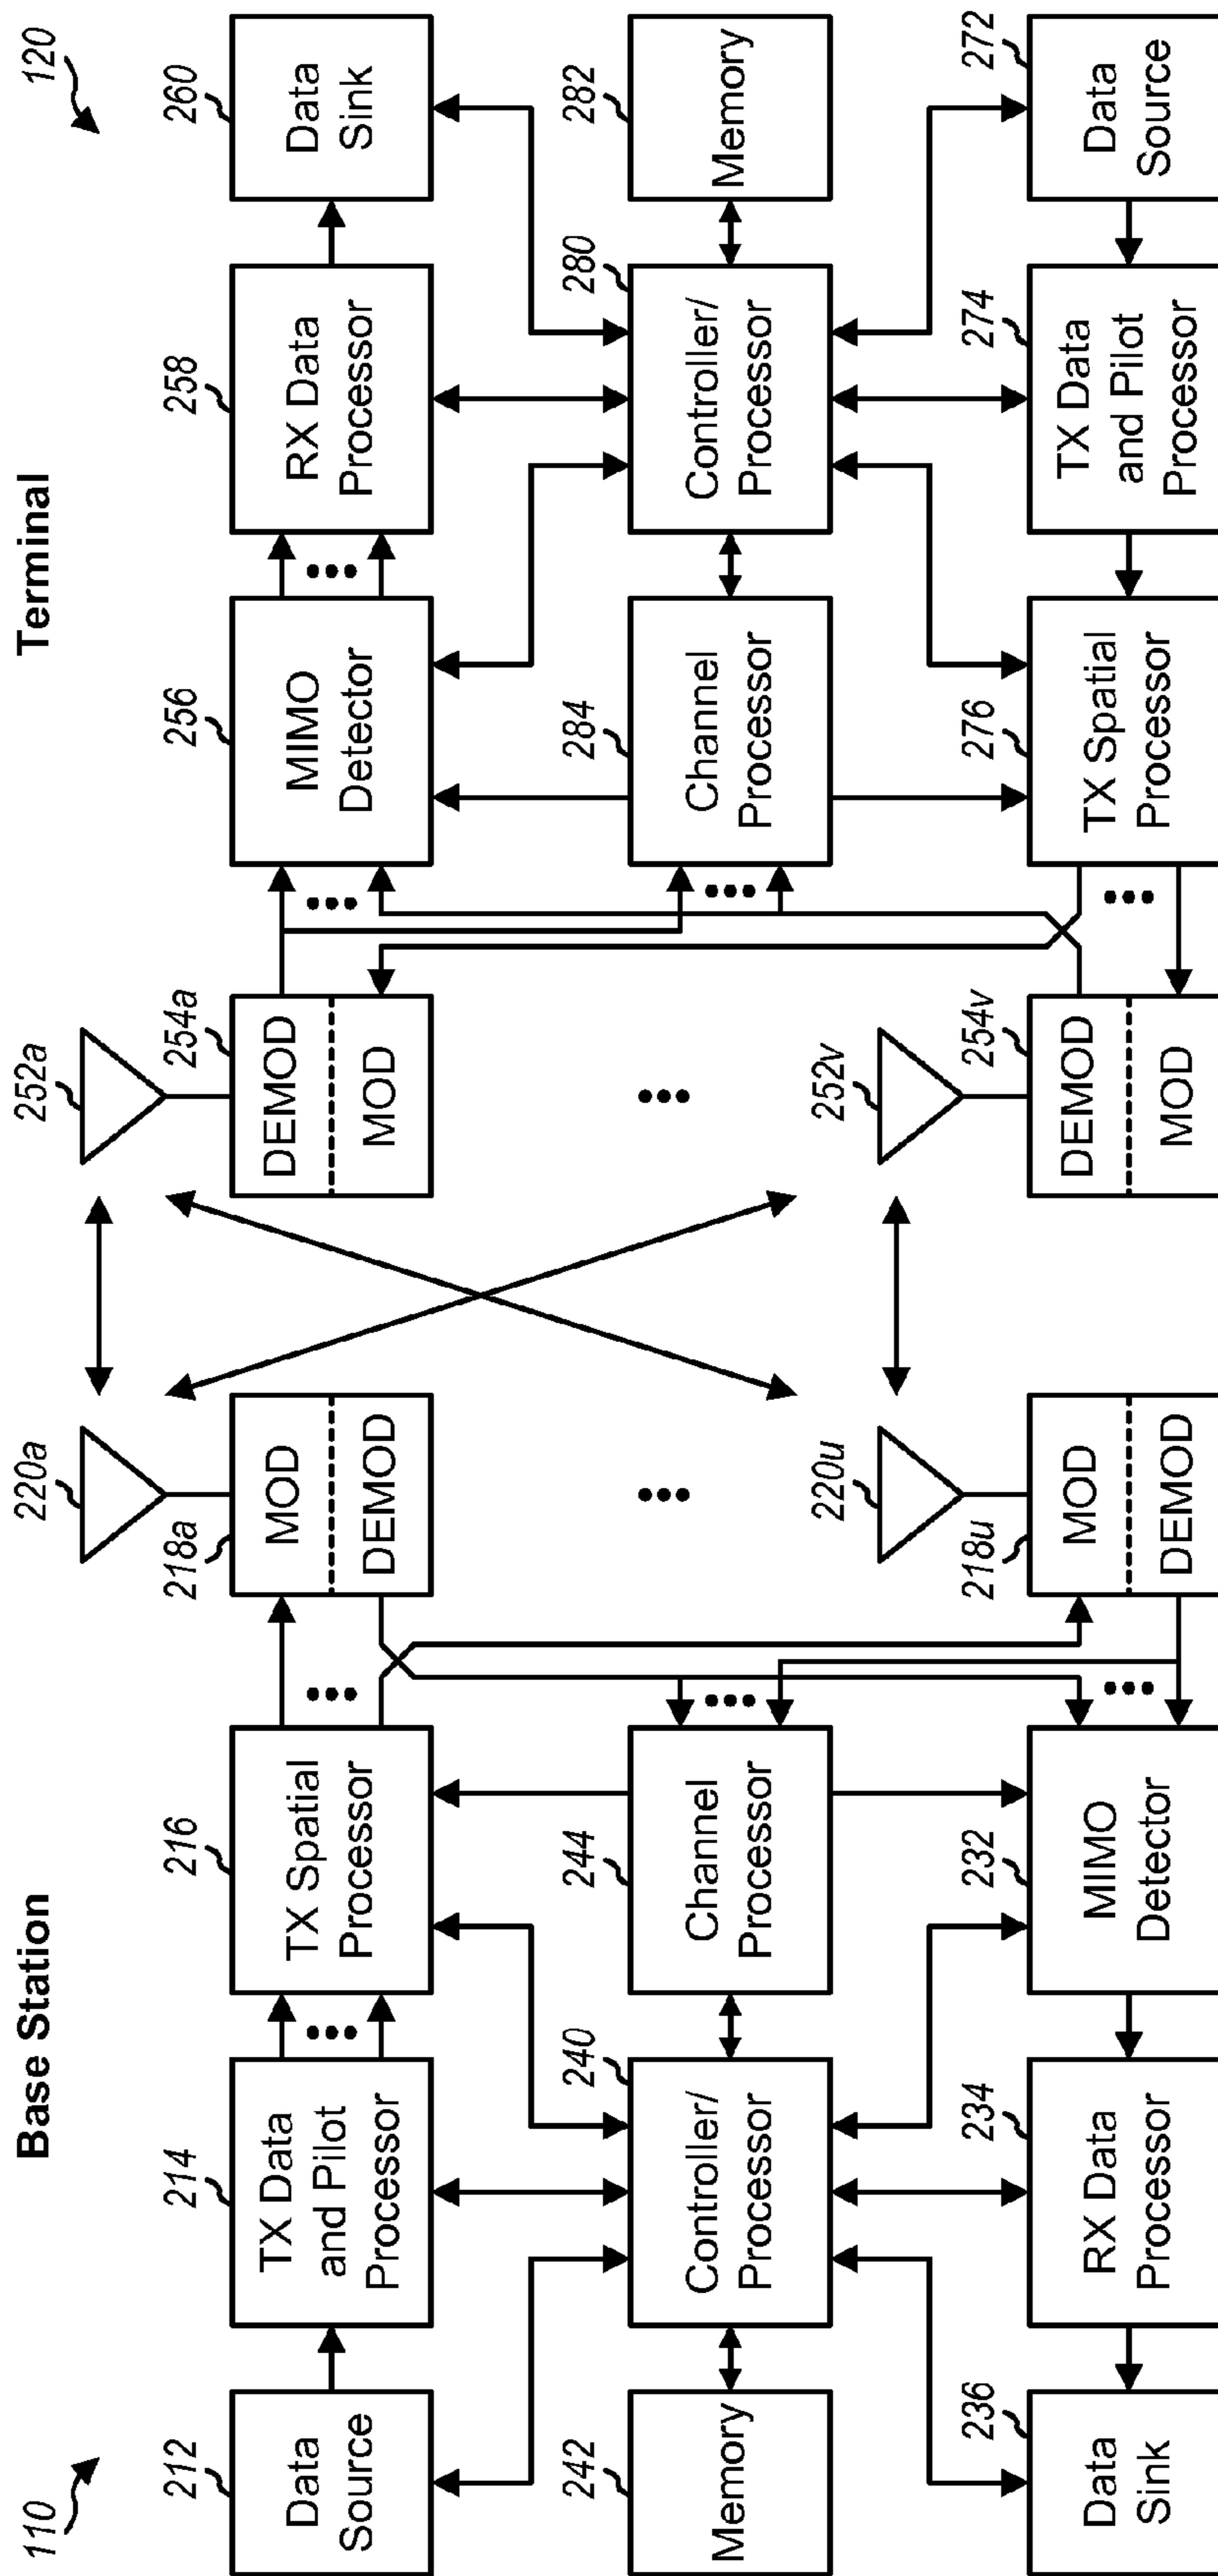 Base Station
Terminal
110
120
212
Data
Source
214
TX Data
and Pilot
Processor
216
TX Spatial
Processor
218a
MOD
DEMOD
220a
252a
254a
DEMOD
MOD
256
MIMO
Detector
258
RX Data
Processor
260
Data
Sink
242
Memory
240
Controller/
Processor
244
Channel
Processor
284
Channel
Processor
280
Controller/
Processor
282
Memory
236
Data
Sink
234
RX Data
Processor
232
MIMO
Detector
218u
MOD
DEMOD
220u
252v
254v
DEMOD
MOD
276
TX Spatial
Processor
274
TX Data
and Pilot
Processor
272
Data
Source